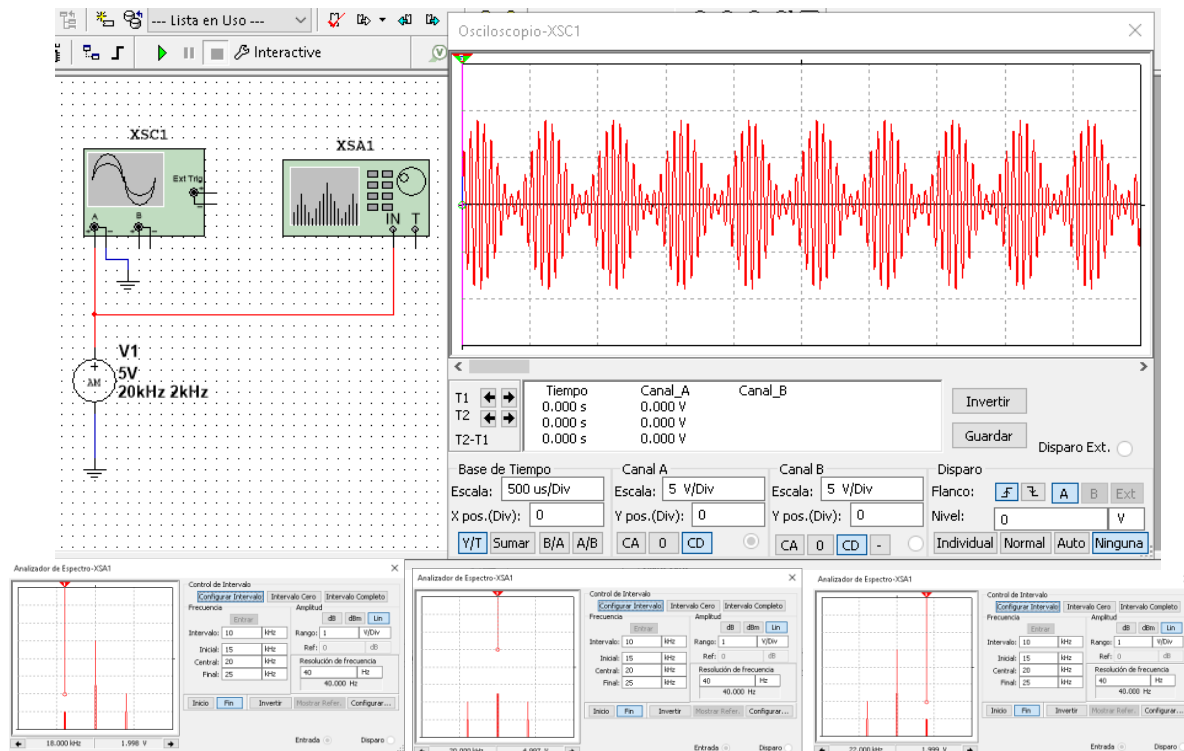 --- Lista en Uso ---
Interactive
Osciloscopio-XSC1
XSC1
Ext Trig
A
B
XSA1
IN T
V1
5V
20kHz 2kHz
AM
T1
T2
T2-T1
Tiempo Canal_A Canal_B
0.000 s 0.000 V
0.000 s 0.000 V
0.000 s 0.000 V
Invertir
Guardar
Disparo Ext.
Base de Tiempo
Escala: 500 us/Div
X pos.(Div): 0
Y/T Sumar B/A A/B
Canal A
Escala: 5 V/Div
Y pos.(Div): 0
CA 0 CD
Canal B
Escala: 5 V/Div
Y pos.(Div): 0
CA 0 CD -
Disparo
Flanco: A B Ext
Nivel: 0 V
Individual Normal Auto Ninguna
Analizador de Espectro-XSA1
Control de Intervalo
Configurar Intervalo Intervalo Cero Intervalo Completo
Frecuencia
Entrar
Intervalo: 10 kHz
Inicial: 15 kHz
Central: 20 kHz
Final: 25 kHz
Amplitud
dB dBm Lin
Rango: 1 V/Div
Ref: 0 dB
Resolución de frecuencia
40 Hz
40.000 Hz
Inicio Fin Invertir Mostrar Refer. Configurar...
18.000 kHz 1.998 V
Entrada Disparo
Analizador de Espectro-XSA1
Control de Intervalo
Configurar Intervalo Intervalo Cero Intervalo Completo
Frecuencia
Entrar
Intervalo: 10 kHz
Inicial: 15 kHz
Central: 20 kHz
Final: 25 kHz
Amplitud
dB dBm Lin
Rango: 1 V/Div
Ref: 0 dB
Resolución de frecuencia
40 Hz
40.000 Hz
Inicio Fin Invertir Mostrar Refer. Configurar...
20.000 kHz 4.997 V
Entrada Disparo
Analizador de Espectro-XSA1
Control de Intervalo
Configurar Intervalo Intervalo Cero Intervalo Completo
Frecuencia
Entrar
Intervalo: 10 kHz
Inicial: 15 kHz
Central: 20 kHz
Final: 25 kHz
Amplitud
dB dBm Lin
Rango: 1 V/Div
Ref: 0 dB
Resolución de frecuencia
40 Hz
40.000 Hz
Inicio Fin Invertir Mostrar Refer. Configurar...
22.000 kHz 1.999 V
Entrada Disparo